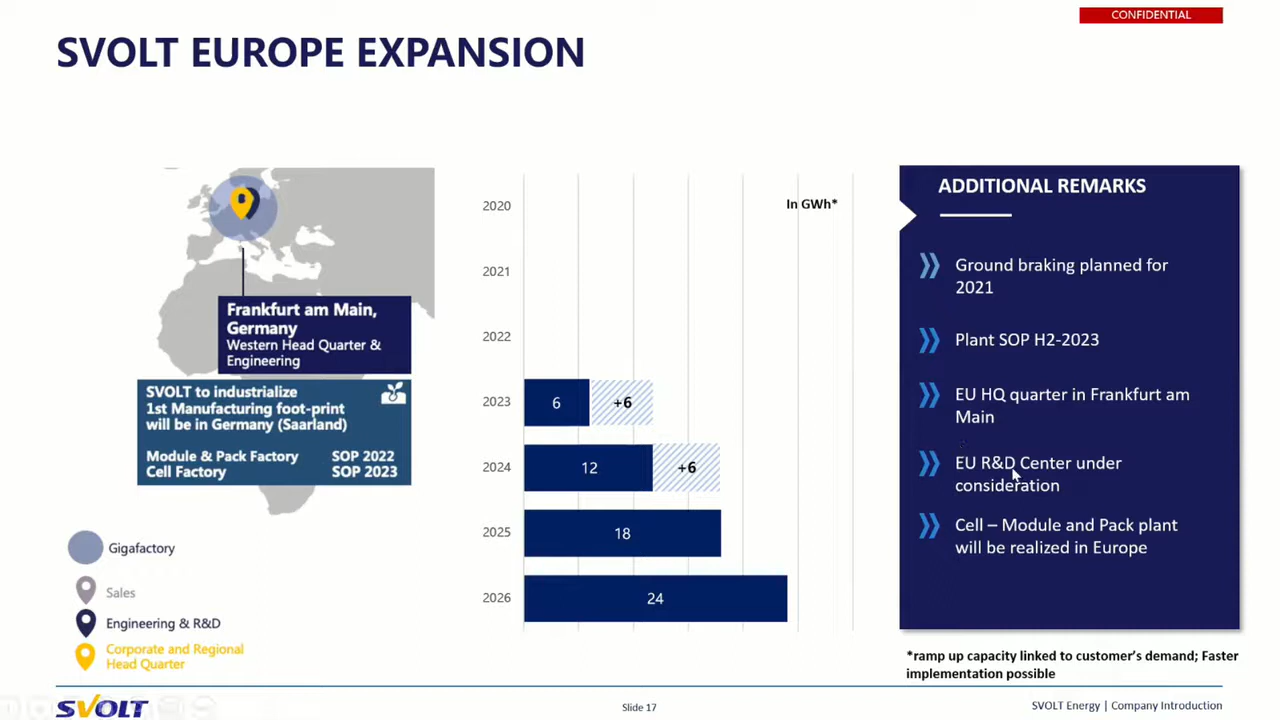 CONFIDENTIAL
SVOLT EUROPE EXPANSION
Frankfurt am Main,
Germany
Western Head Quarter &
Engineering
SVOLT to industrialize
1st Manufacturing foot-print
will be in Germany (Saarland)
Module & Pack Factory SOP 2022
Cell Factory SOP 2023
Gigafactory
Sales
Engineering & R&D
Corporate and Regional
Head Quarter
In GWh*
2020
2021
2022
2023 6 +6
2024 12 +6
2025 18
2026 24
ADDITIONAL REMARKS
Ground braking planned for
2021
Plant SOP H2-2023
EU HQ quarter in Frankfurt am
Main
EU R&D Center under
consideration
Cell – Module and Pack plant
will be realized in Europe
*ramp up capacity linked to customer's demand; Faster
implementation possible
SVOLT
Slide 17
SVOLT Energy | Company Introduction